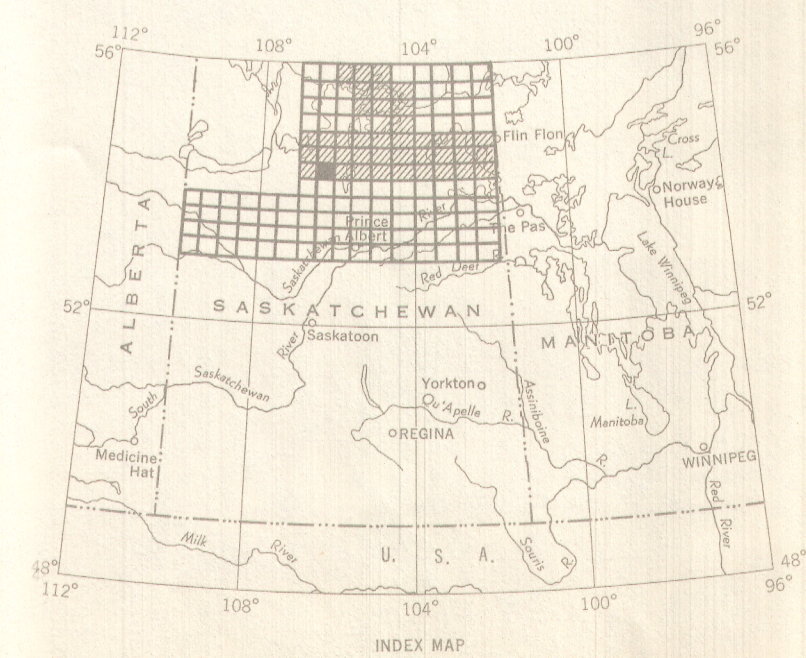 112°
108°
104°
100°
96°
56°
56°
Flin Flon
Cross
L.
Norway
House
ALBERTA
Prince
Albert
River
Saskatchewan
The Pas
Red Deer
R.
Lake Winnipeg
52°
SASKATCHEWAN
52°
MANITOBA
River
Saskatoon
South
Saskatchewan
Yorkton
Qu'Apelle
R.
Assiniboine
L.
Manitoba
REGINA
Medicine
Hat
R.
WINNIPEG
Red
River
Milk
River
U. S. A.
Souris
R.
48°
48°
112°
108°
104°
100°
96°
INDEX MAP